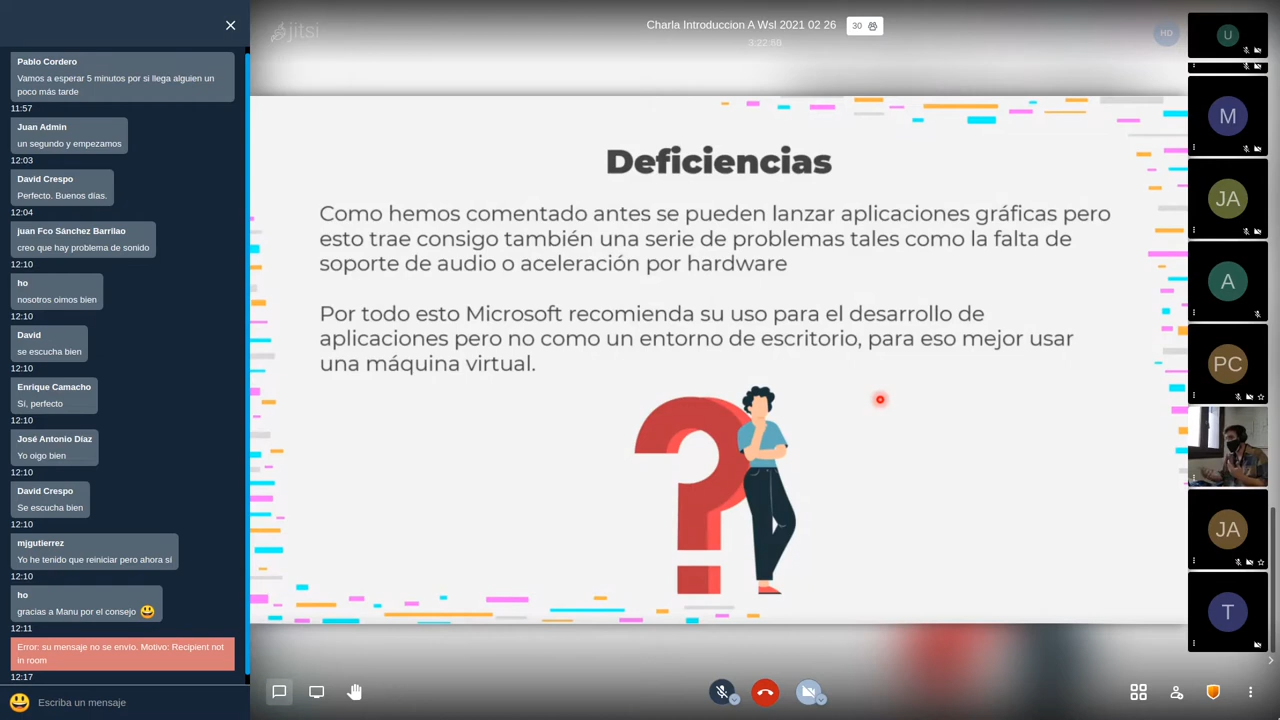 Pablo Cordero
Vamos a esperar 5 minutos por si llega alguien un
poco más tarde
11:57
Juan Admin
un segundo y empezamos
12:03
David Crespo
Perfecto. Buenos días.
12:04
juan Fco Sánchez Barrilao
creo que hay problema de sonido
12:10
ho
nosotros oimos bien
12:10
David
se escucha bien
12:10
Enrique Camacho
Sí, perfecto
12:10
José Antonio Díaz
Yo oigo bien
12:10
David Crespo
Se escucha bien
12:10
mjgutierrez
Yo he tenido que reiniciar pero ahora sí
12:10
ho
gracias a Manu por el consejo 😃
12:11
Error: su mensaje no se envío. Motivo: Recipient not
in room
12:17
Escriba un mensaje
jitsi
Charla Introduccion A Wsl 2021 02 26
30
3:22:60
HD
Deficiencias
Como hemos comentado antes se pueden lanzar aplicaciones gráficas pero
esto trae consigo también una serie de problemas tales como la falta de
soporte de audio o aceleración por hardware
Por todo esto Microsoft recomienda su uso para el desarrollo de
aplicaciones pero no como un entorno de escritorio, para eso mejor usar
una máquina virtual.
U
M
JA
A
PC
JA
T